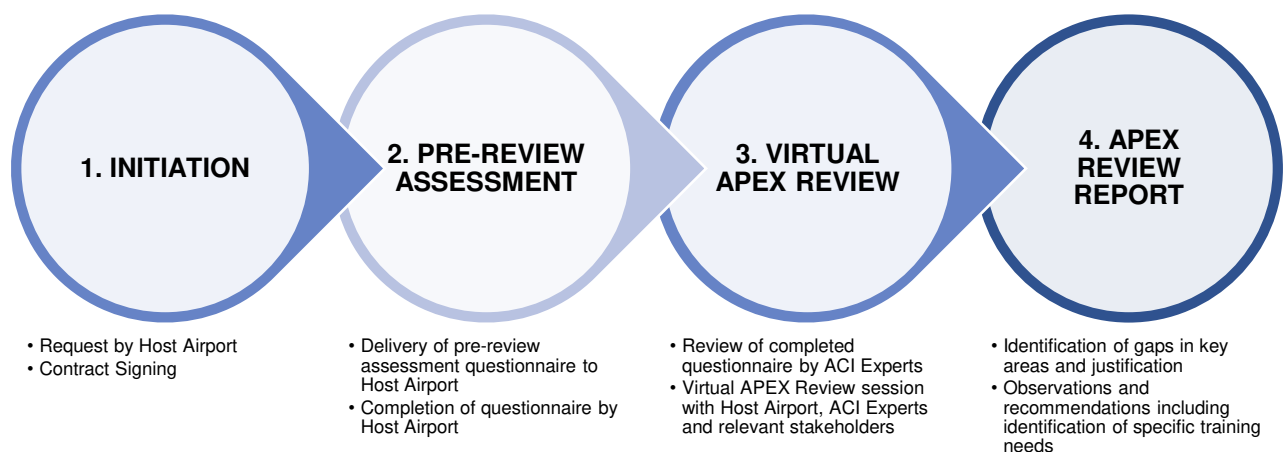 1. INITIATION
2. PRE-REVIEW
ASSESSMENT
3. VIRTUAL
APEX REVIEW
4. APEX
REVIEW
REPORT
• Request by Host Airport
• Contract Signing
• Delivery of pre-review
assessment questionnaire to
Host Airport
• Completion of questionnaire by
Host Airport
• Review of completed
questionnaire by ACI Experts
• Virtual APEX Review session
with Host Airport, ACI Experts
and relevant stakeholders
• Identification of gaps in key
areas and justification
• Observations and
recommendations including
identification of specific training
needs